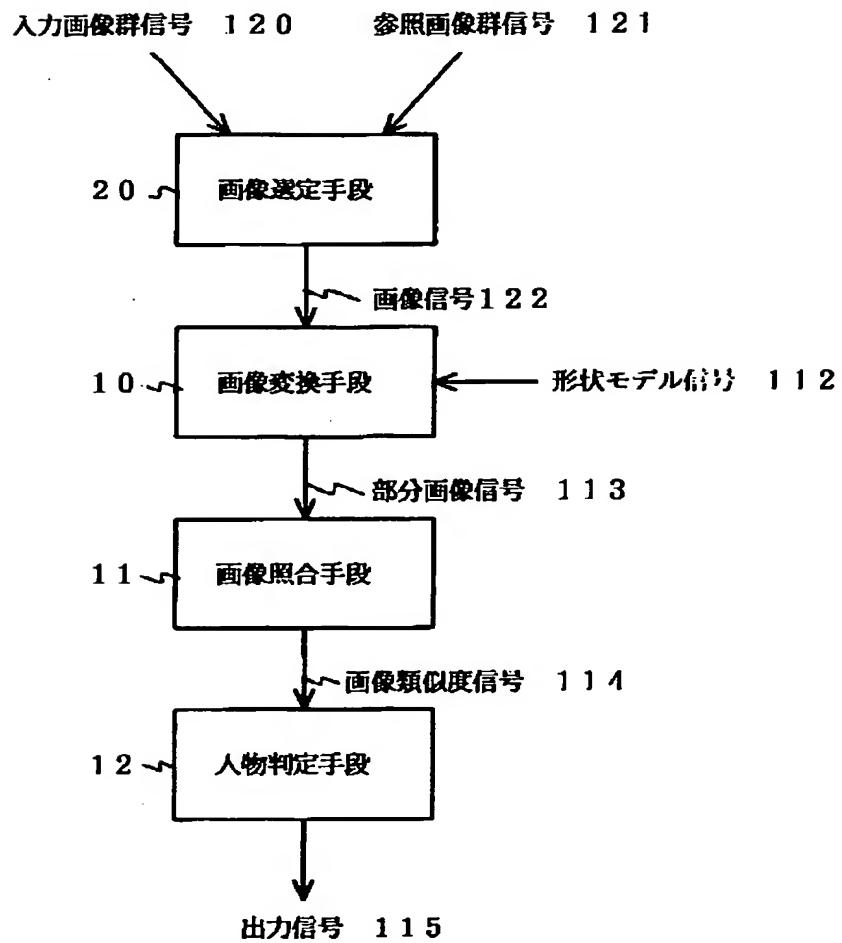 入力画像群信号　１２０　　参照画像群信号　１２１
２０　画像選定手段
画像信号１２２
１０　画像変換手段　形状モデル信号　１１２
部分画像信号　１１３
１１　画像照合手段
画像類似度信号　１１４
１２　人物判定手段
出力信号　１１５